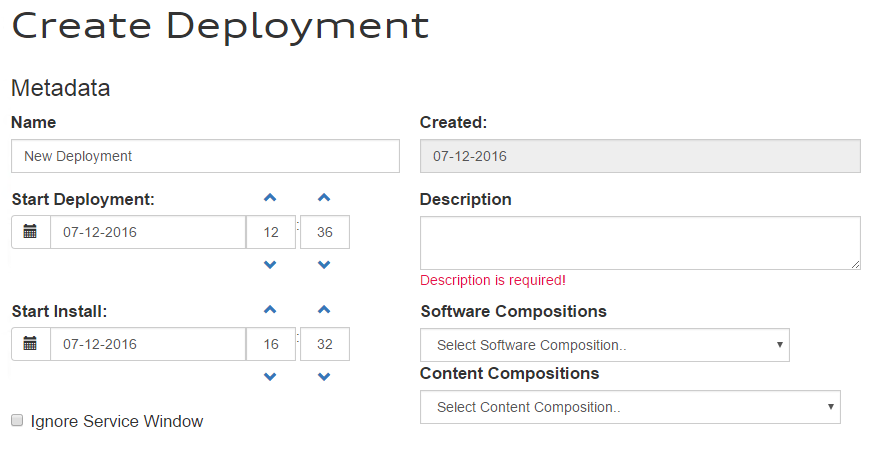 Create Deployment
Metadata
Name
New Deployment
Created:
07-12-2016
Start Deployment:
07-12-2016 12 : 36
Description
Description is required!
Start Install:
07-12-2016 16 : 32
Software Compositions
Select Software Composition..
Content Compositions
Select Content Composition..
Ignore Service Window